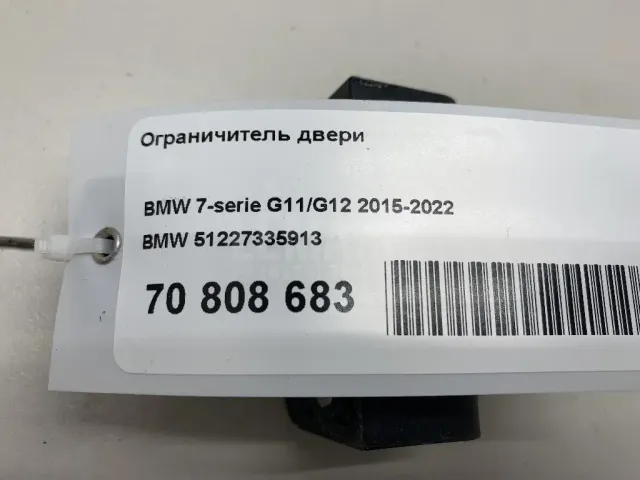 Ограничитель двери
BMW 7-serie G11/G12 2015-2022
BMW 51227335913
70 808 683